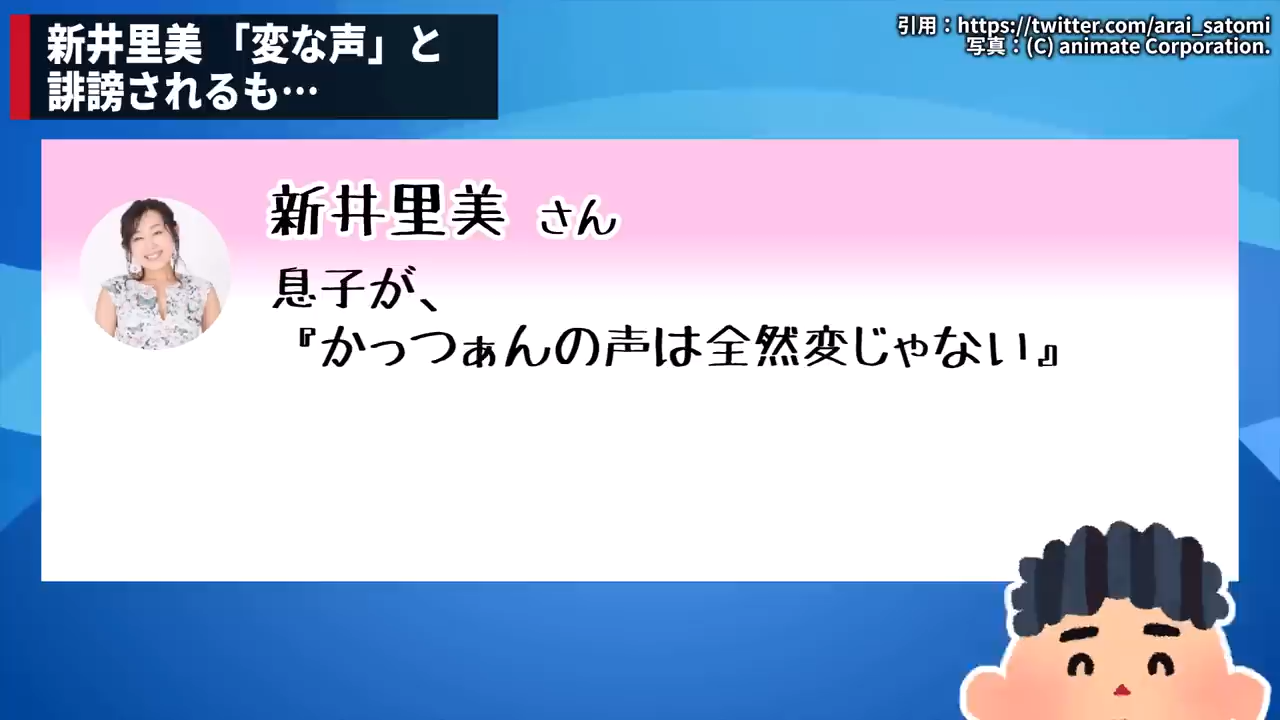 新井里美 「変な声」と
誹謗されるも…
引用：https://twitter.com/arai_satomi
写真：(C) animate Corporation.
新井里美 さん
息子が、
『かっつぁんの声は全然変じゃない』